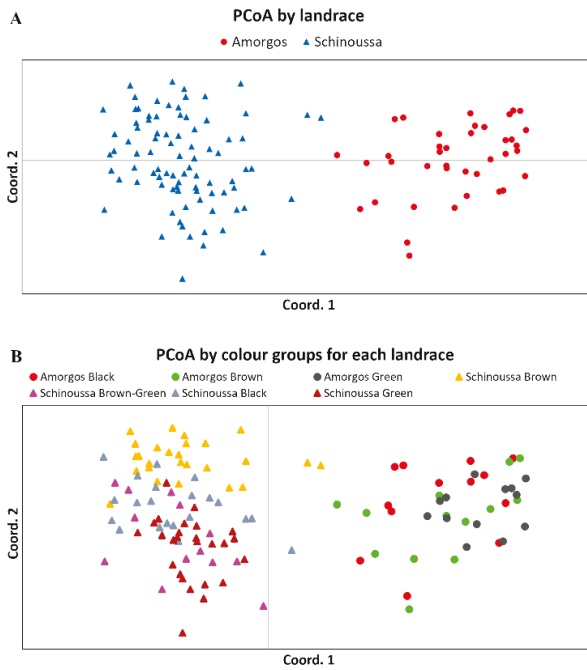 A
PCoA by landrace
Amorgos Schinoussa
Coord. 2
Coord. 1
B
PCoA by colour groups for each landrace
Amorgos Black Amorgos Brown Amorgos Green Schinoussa Brown
Schinoussa Brown-Green Schinoussa Black Schinoussa Green
Coord. 2
Coord. 1